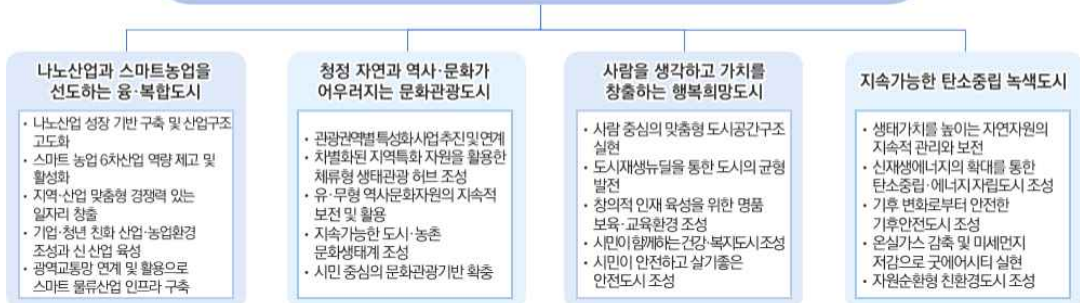 나노산업과 스마트농업을
선도하는 융·복합도시
• 나노산업 성장 기반 구축 및 산업구조
고도화
• 스마트 농업 6차산업 역량 제고 및
활성화
• 지역·산업 맞춤형 경쟁력 있는
일자리 창출
• 기업·청년 친화 산업·농업환경
조성과 신 산업 육성
• 광역교통망 연계 및 활용으로
스마트 물류산업 인프라 구축
청정 자연과 역사·문화가
어우러지는 문화관광도시
• 관광권역별 특성화 사업 추진 및 연계
• 차별화된 지역특화 자원을 활용한
체류형 생태관광 허브 조성
• 유·무형 역사문화자원의 지속적
보전 및 활용
• 지속가능한 도시·농촌
문화생태계 조성
• 시민 중심의 문화관광기반 확충
사람을 생각하고 가치를
창출하는 행복희망도시
• 사람 중심의 맞춤형 도시공간구조
실현
• 도시재생뉴딜을 통한 도시의 균형
발전
• 창의적 인재 육성을 위한 명품
보육·교육환경 조성
• 시민이 함께하는 건강·복지도시 조성
• 시민이 안전하고 살기좋은
안전도시 조성
지속가능한 탄소중립 녹색도시
• 생태가치를 높이는 자연자원의
지속적 관리와 보전
• 신재생에너지의 확대를 통한
탄소중립·에너지 자립도시 조성
• 기후 변화로부터 안전한
기후안전도시 조성
• 온실가스 감축 및 미세먼지
저감으로 굿에어시티 실현
• 자원순환형 친환경도시 조성